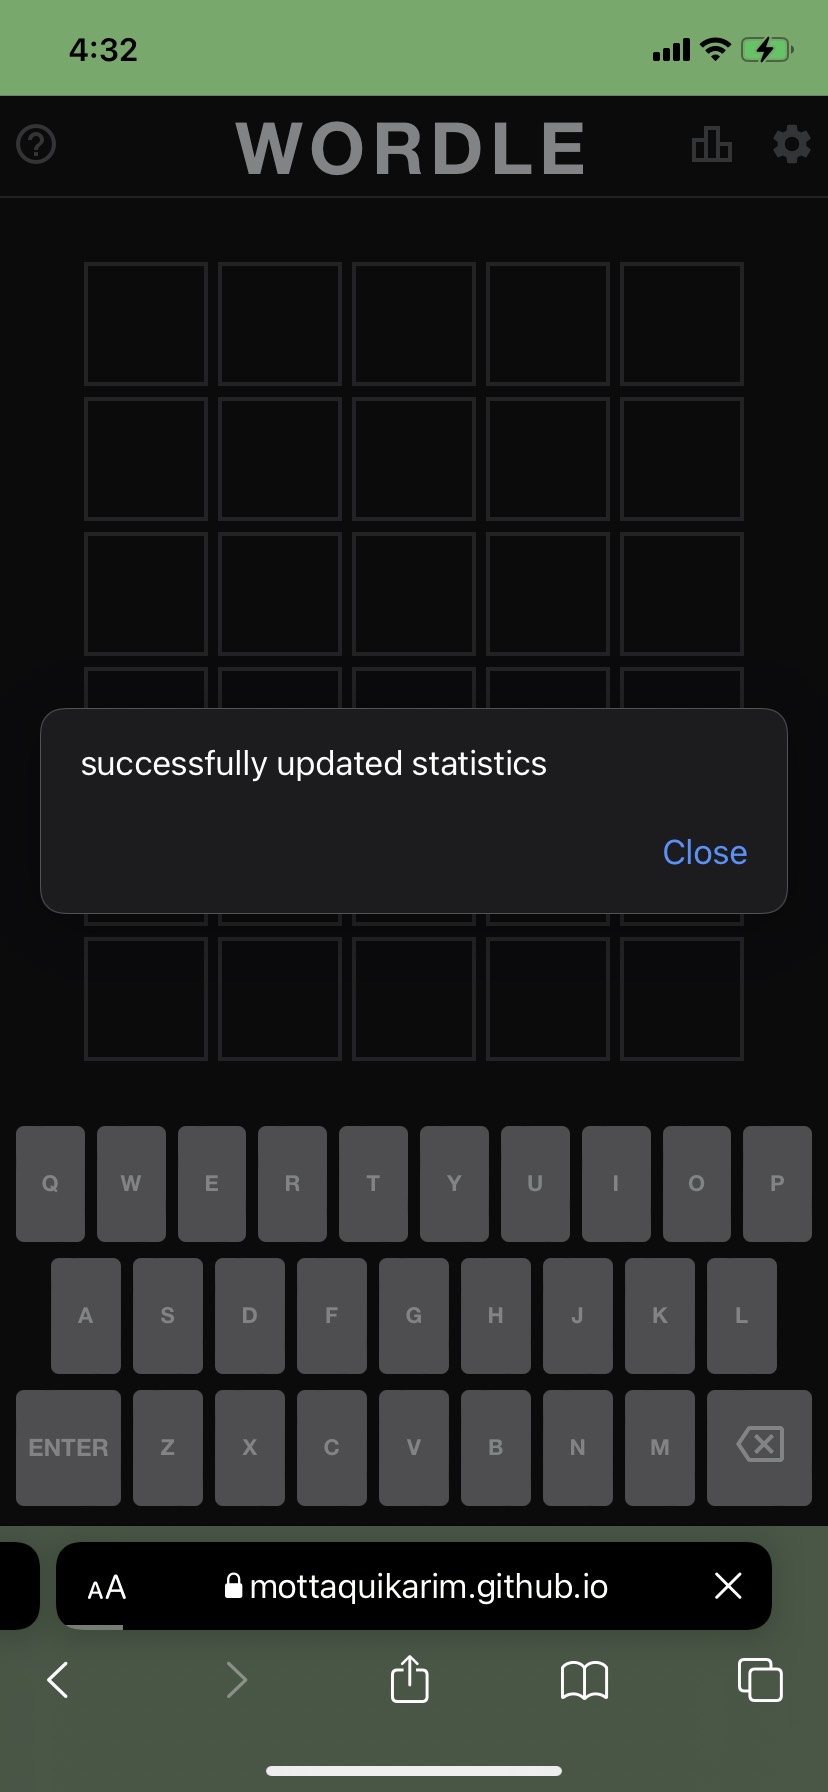 4:32
WORDLE
successfully updated statistics
Close
Q W E R T Y U I O P
A S D F G H J K L
ENTER Z X C V B N M
AA mottaquikarim.github.io